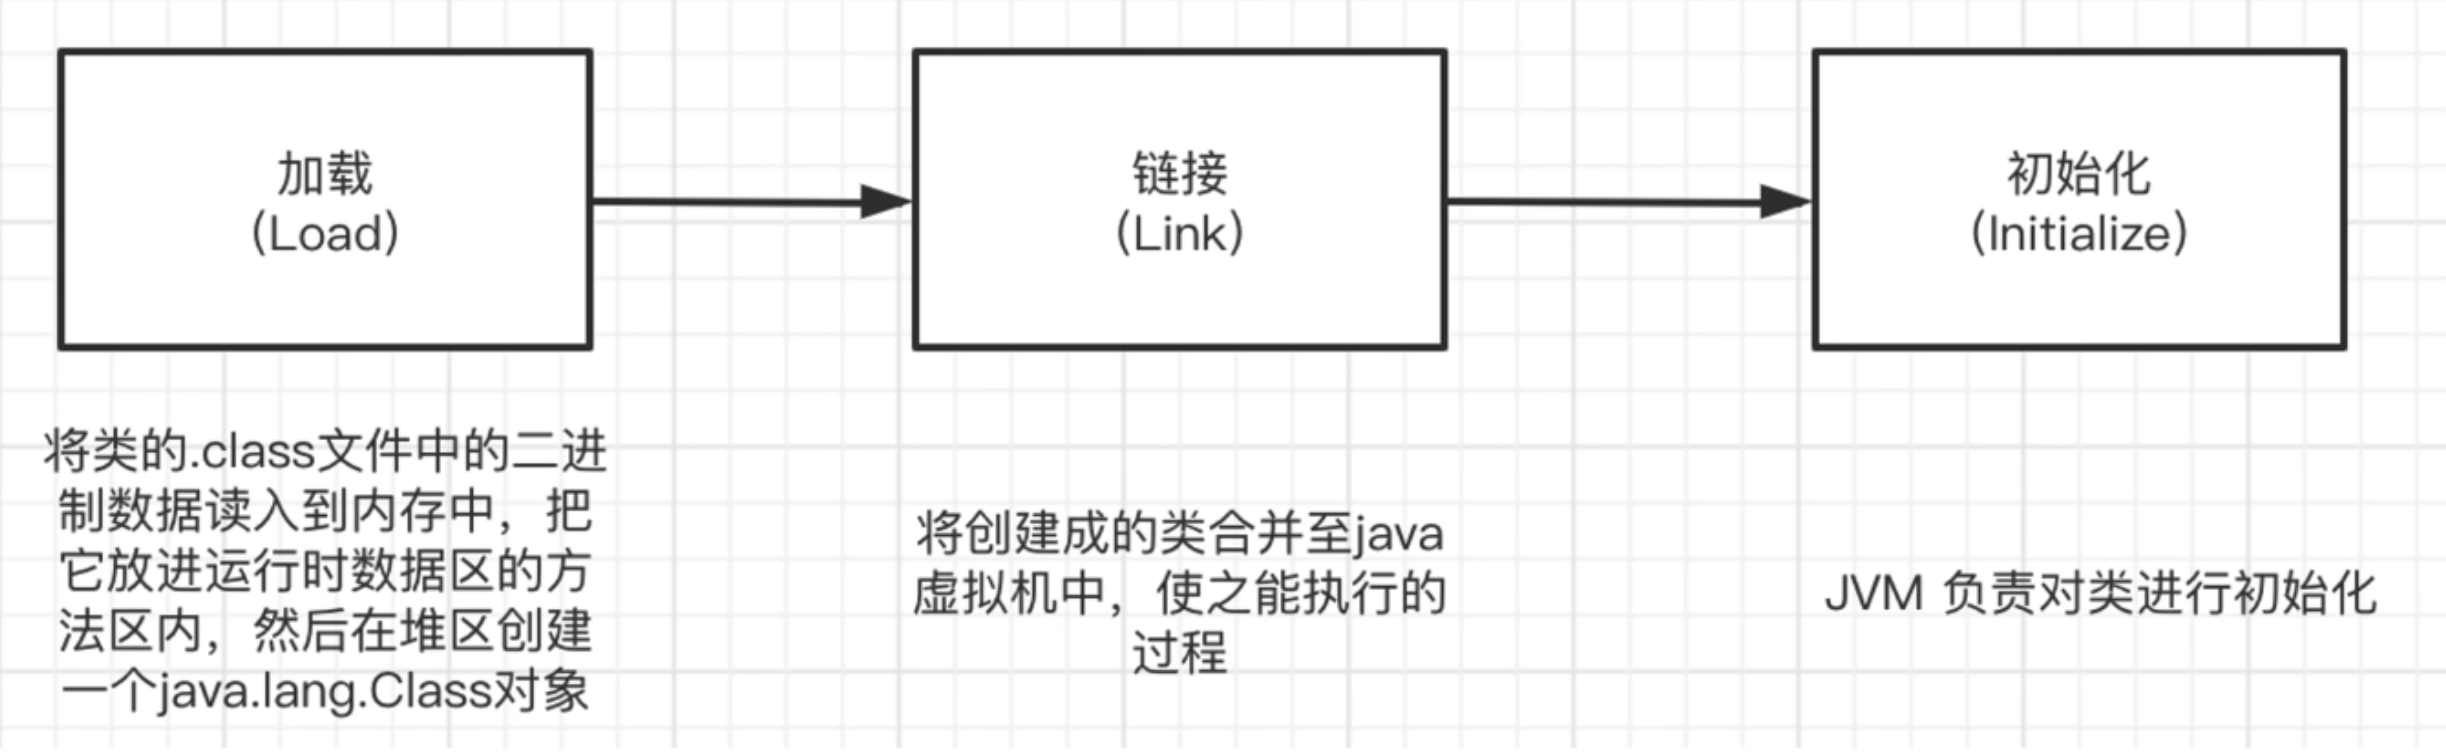 加载
(Load)
链接
(Link)
初始化
(Initialize)
将类的.class文件中的二进
制数据读入到内存中，把
它放进运行时数据区的方
法区内，然后在堆区创建
一个java.lang.Class对象
将创建成的类合并至java
虚拟机中，使之能执行的
过程
JVM 负责对类进行初始化